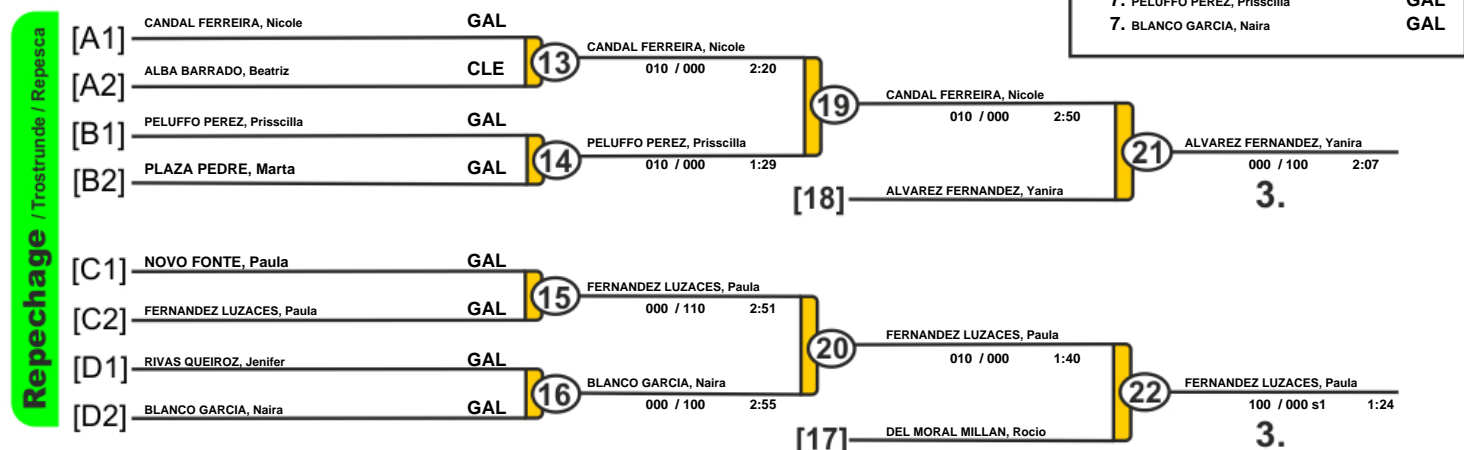 7. PELUFFO PEREZ, Prisscilla GAL
7. BLANCO GARCIA, Naira GAL
Repechage / Trostrunde / Repesca
[A1] CANDAL FERREIRA, Nicole GAL
[A2] ALBA BARRADO, Beatriz CLE
13 CANDAL FERREIRA, Nicole
010 / 000 2:20
[B1] PELUFFO PEREZ, Prisscilla GAL
[B2] PLAZA PEDRE, Marta GAL
14 PELUFFO PEREZ, Prisscilla
010 / 000 1:29
19 CANDAL FERREIRA, Nicole
010 / 000 2:50
[18] ALVAREZ FERNANDEZ, Yanira
21 ALVAREZ FERNANDEZ, Yanira
000 / 100 2:07
3.
[C1] NOVO FONTE, Paula GAL
[C2] FERNANDEZ LUZACES, Paula GAL
15 FERNANDEZ LUZACES, Paula
000 / 110 2:51
[D1] RIVAS QUEIROZ, Jenifer GAL
[D2] BLANCO GARCIA, Naira GAL
16 BLANCO GARCIA, Naira
000 / 100 2:55
20 FERNANDEZ LUZACES, Paula
010 / 000 1:40
[17] DEL MORAL MILLAN, Rocio
22 FERNANDEZ LUZACES, Paula
100 / 000 s1 1:24
3.